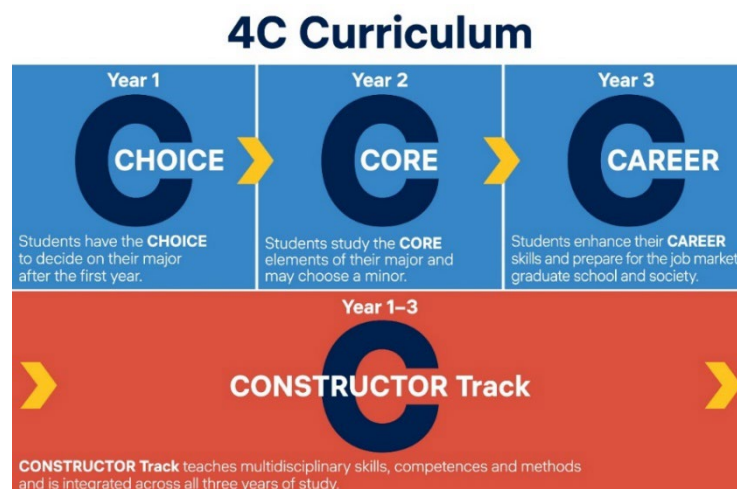 4C Curriculum
Year 1
CHOICE
Students have the CHOICE
to decide on their major
after the first year.
Year 2
CORE
Students study the CORE
elements of their major and
may choose a minor.
Year 3
CAREER
Students enhance their CAREER
skills and prepare for the job market,
graduate school and society.
Year 1–3
CONSTRUCTOR Track
CONSTRUCTOR Track teaches multidisciplinary skills, competences and methods
and is integrated across all three years of study.